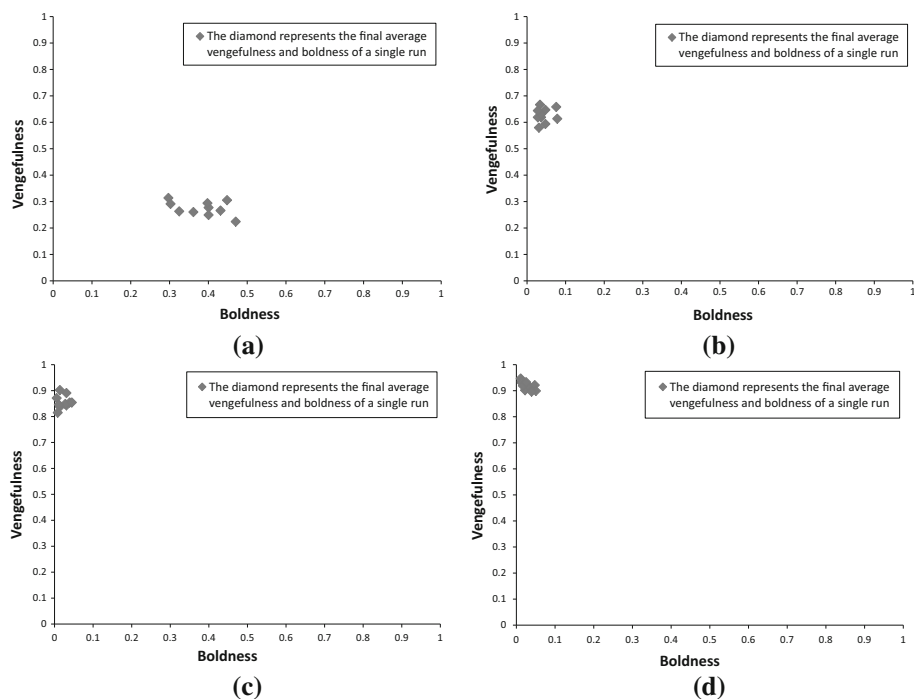 The diamond represents the final average
vengefulness and boldness of a single run
1
0.9
0.8
0.7
0.6
0.5
0.4
0.3
0.2
0.1
0
Vengefulness
0 0.1 0.2 0.3 0.4 0.5 0.6 0.7 0.8 0.9 1
Boldness
(a)
The diamond represents the final average
vengefulness and boldness of a single run
1
0.9
0.8
0.7
0.6
0.5
0.4
0.3
0.2
0.1
0
Vengefulness
0 0.1 0.2 0.3 0.4 0.5 0.6 0.7 0.8 0.9 1
Boldness
(b)
The diamond represents the final average
vengefulness and boldness of a single run
1
0.9
0.8
0.7
0.6
0.5
0.4
0.3
0.2
0.1
0
Vengefulness
0 0.1 0.2 0.3 0.4 0.5 0.6 0.7 0.8 0.9 1
Boldness
(c)
The diamond represents the final average
vengefulness and boldness of a single run
1
0.9
0.8
0.7
0.6
0.5
0.4
0.3
0.2
0.1
0
Vengefulness
0 0.1 0.2 0.3 0.4 0.5 0.6 0.7 0.8 0.9 1
Boldness
(d)